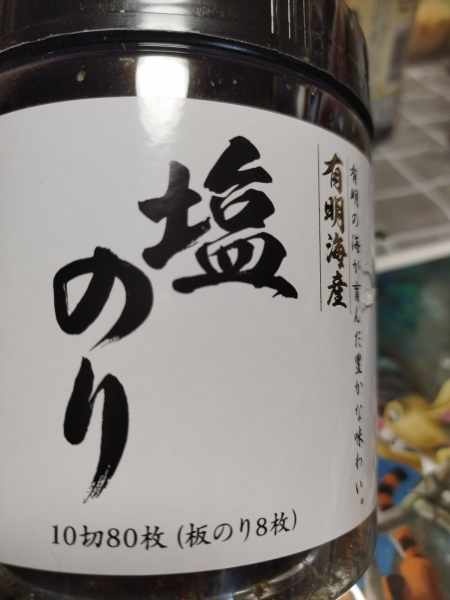 有明の海が育んだ豊かな味わい。
有明海産
塩
のり
10切80枚 (板のり8枚)